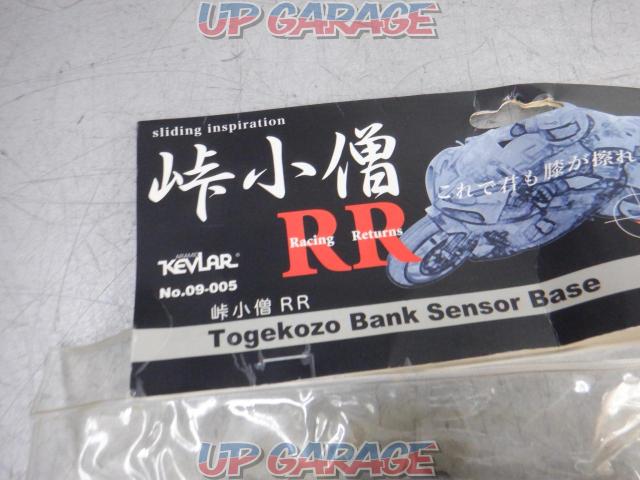 UP GARAGE
sliding inspiration
峠小僧
これで君も膝が擦れ
RR
Racing Returns
ARAMID
KEVLAR®
No.09-005
峠小僧 RR
Togekozo Bank Sensor Base
UP GARAGE